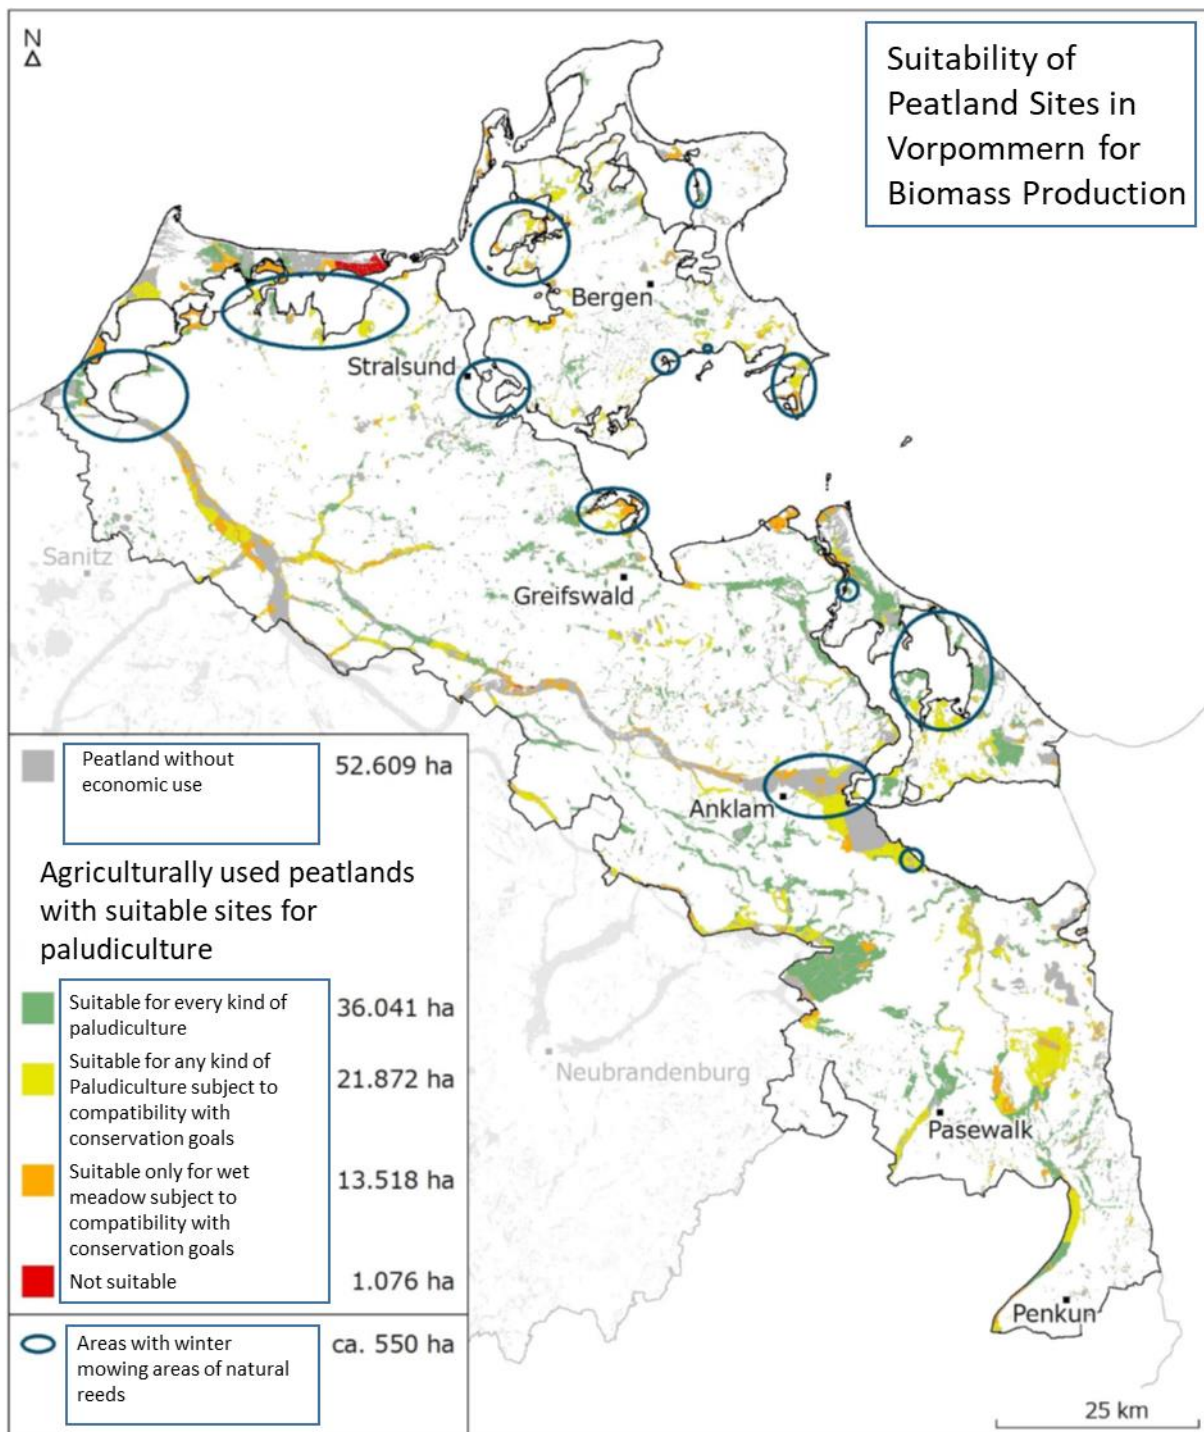 N
Suitability of
Peatland Sites in
Vorpommern for
Biomass Production
Bergen
Stralsund
Sanitz
Greifswald
Anklam
Neubrandenburg
Pasewalk
Penkun
Peatland without
economic use
52.609 ha
Agriculturally used peatlands
with suitable sites for
paludiculture
Suitable for every kind of
paludiculture
36.041 ha
Suitable for any kind of
Paludiculture subject to
compatibility with
conservation goals
21.872 ha
Suitable only for wet
meadow subject to
compatibility with
conservation goals
13.518 ha
Not suitable
1.076 ha
Areas with winter
mowing areas of natural
reeds
ca. 550 ha
25 km